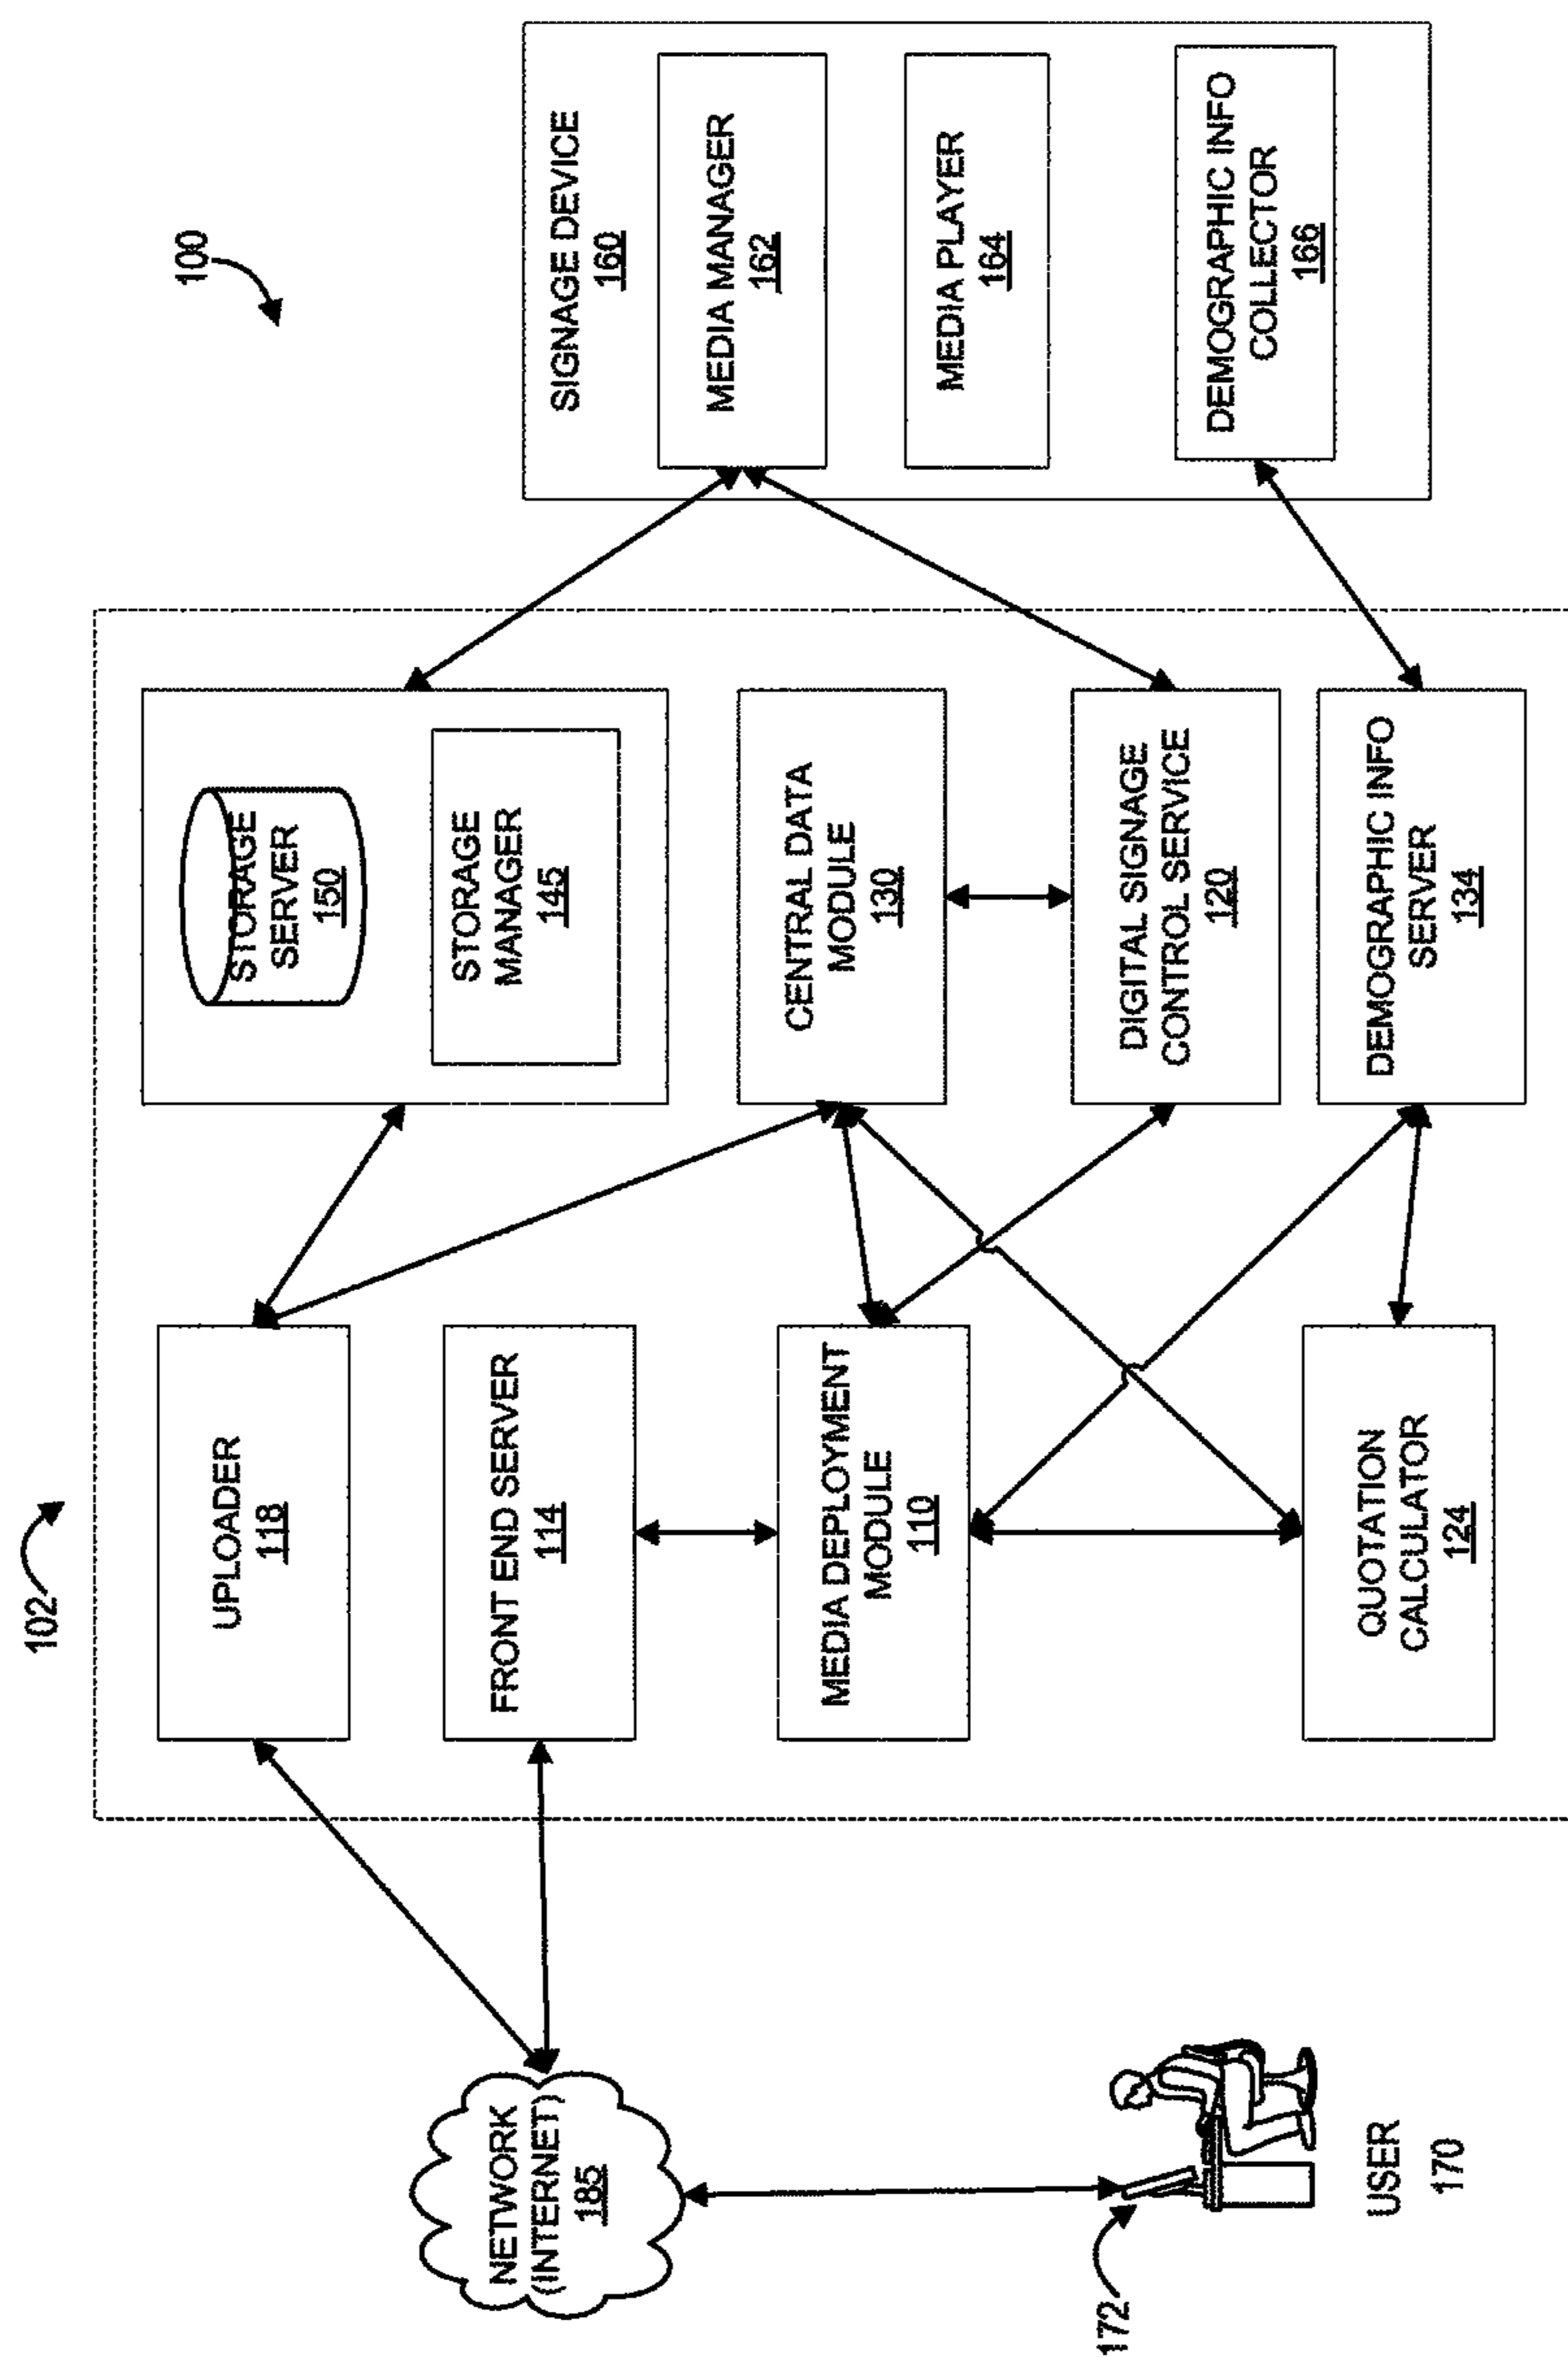 100
102
NETWORK
(INTERNET)
185
172
USER
170
UPLOADER
118
FRONT END SERVER
114
MEDIA DEPLOYMENT
MODULE
110
QUOTATION
CALCULATOR
124
STORAGE
SERVER
150
STORAGE
MANAGER
145
CENTRAL DATA
MODULE
130
DIGITAL SIGNAGE
CONTROL SERVICE
120
DEMOGRAPHIC INFO
SERVER
134
SIGNAGE DEVICE
160
MEDIA MANAGER
162
MEDIA PLAYER
164
DEMOGRAPHIC INFO
COLLECTOR
166